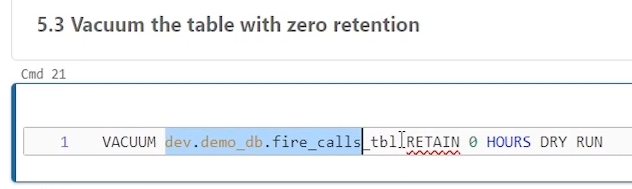 5.3 Vacuum the table with zero retention
Cmd 21
1 VACUUM dev.demo_db.fire_calls_tbl RETAIN 0 HOURS DRY RUN